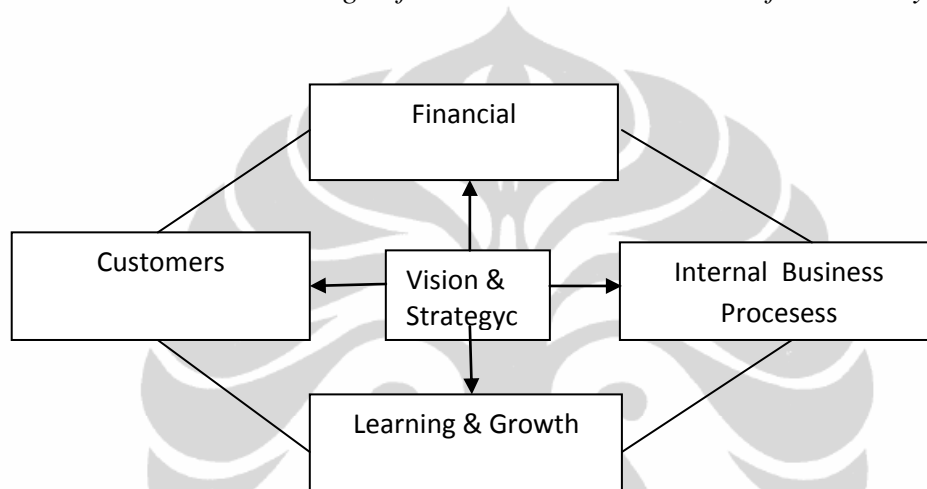 Financial
Customers
Vision &
Strategyc
Internal Business
Procesess
Learning & Growth